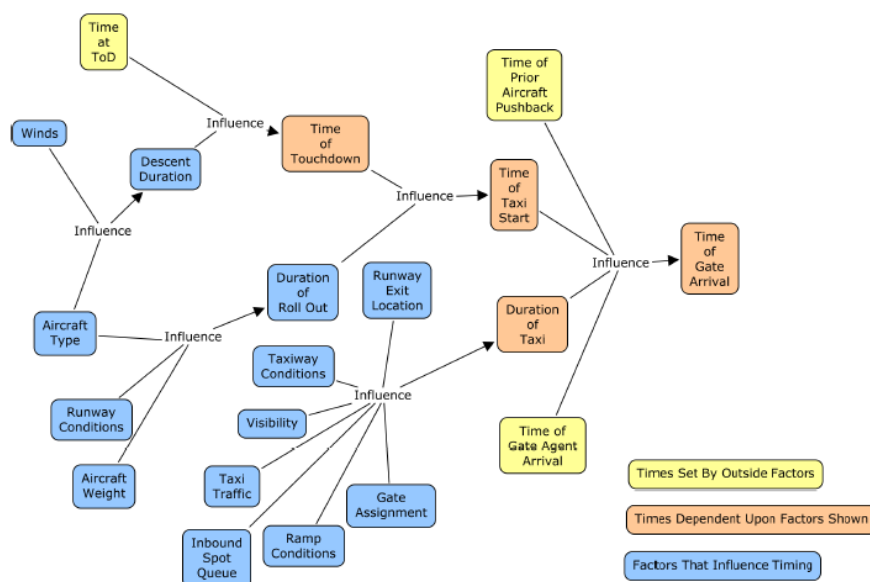 Time
at
ToD
Winds
Influence
Descent
Duration
Influence
Time
of
Touchdown
Time of
Prior
Aircraft
Pushback
Influence
Time
of
Taxi
Start
Influence
Time
of
Gate
Arrival
Aircraft
Type
Influence
Duration
of
Roll Out
Runway
Exit
Location
Duration
of
Taxi
Runway
Conditions
Aircraft
Weight
Taxiway
Conditions
Influence
Visibility
Taxi
Traffic
Inbound
Spot
Queue
Ramp
Conditions
Gate
Assignment
Time of
Gate Agent
Arrival
Times Set By Outside Factors
Times Dependent Upon Factors Shown
Factors That Influence Timing